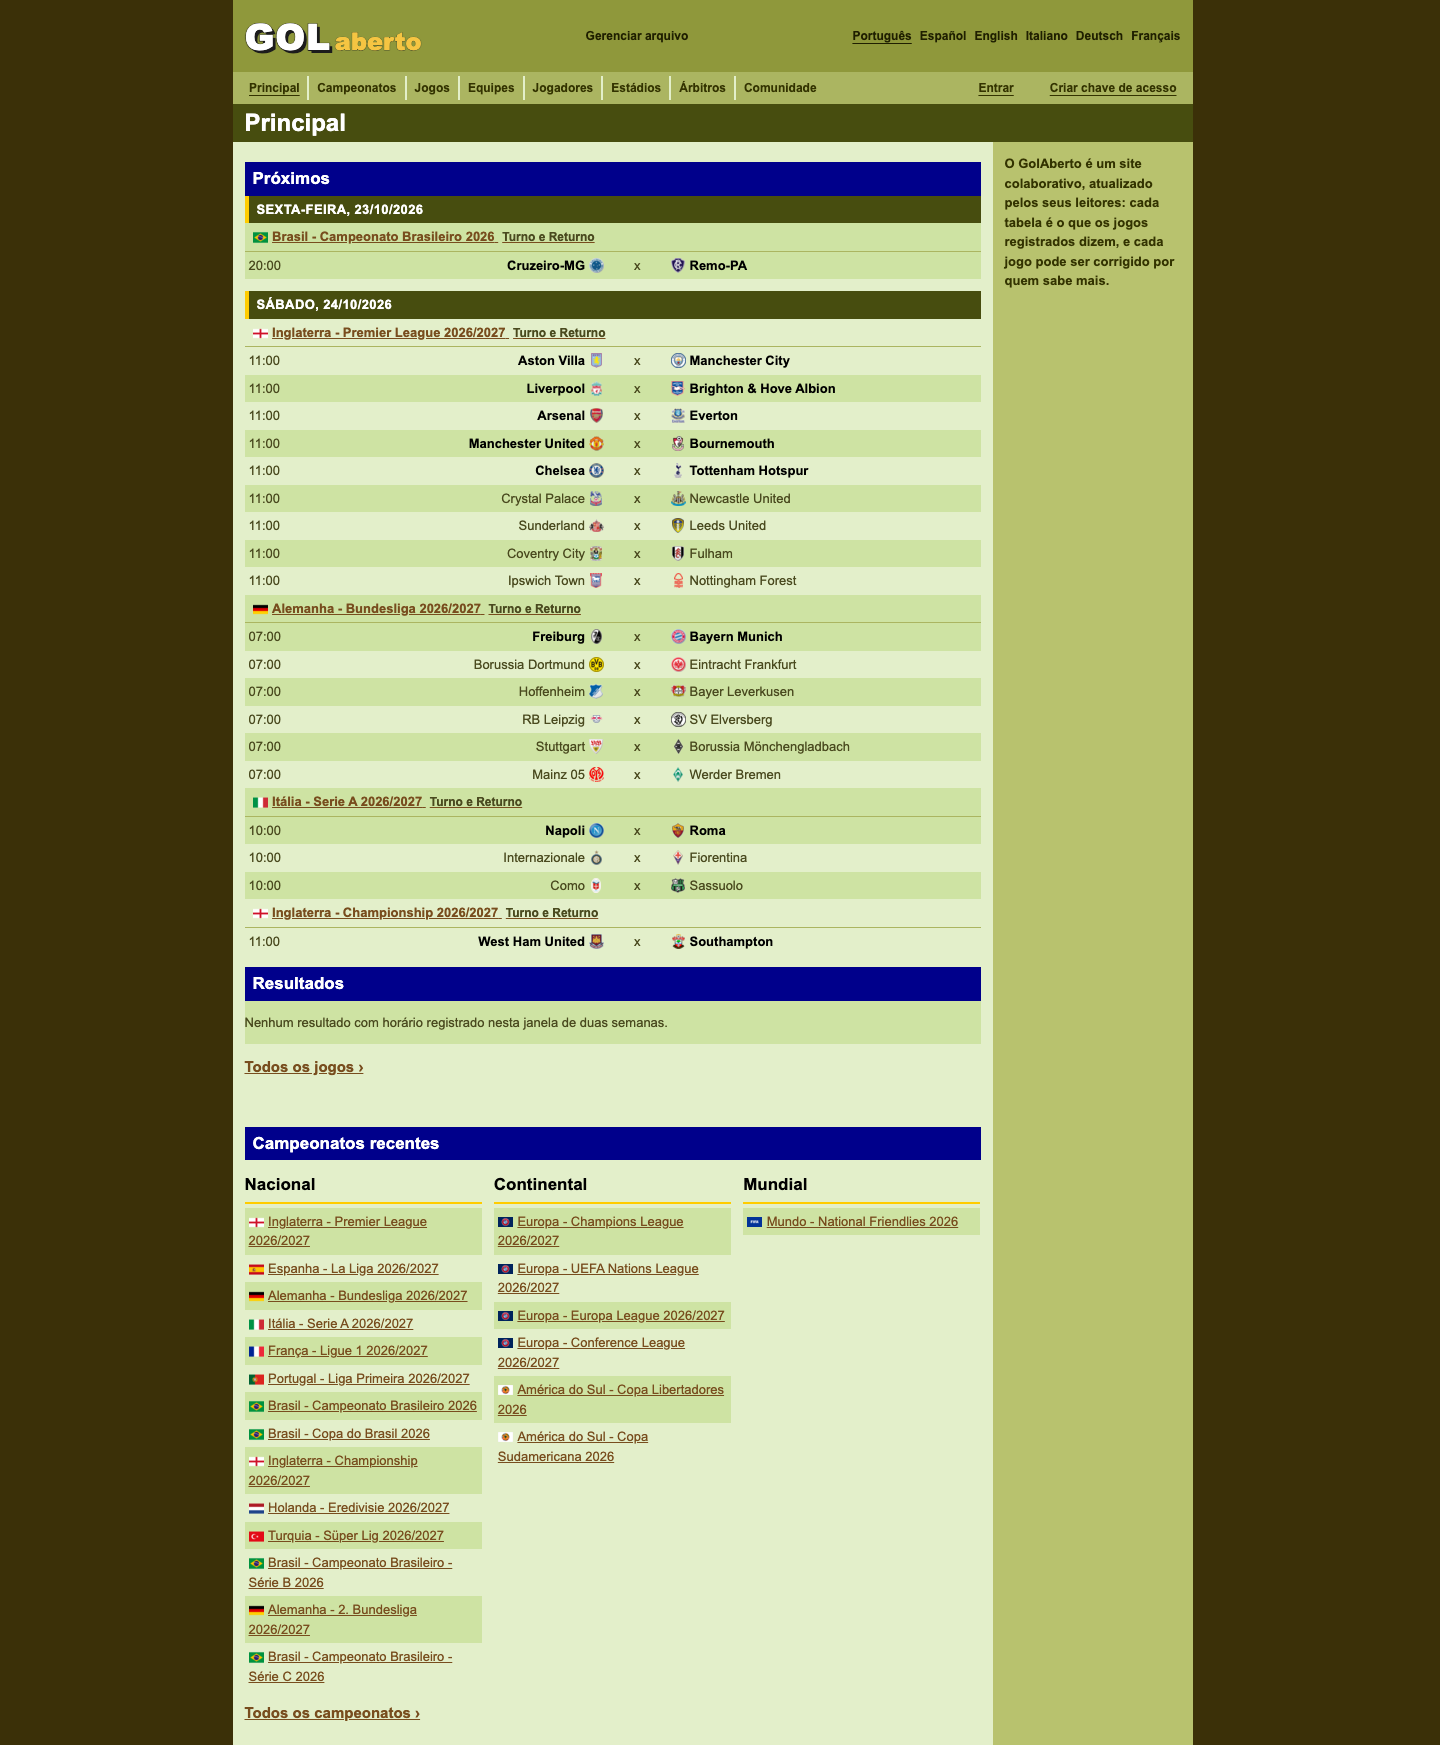 GOL aberto
Gerenciar arquivo
Português Español English Italiano Deutsch Français
Principal Campeonatos Jogos Equipes Jogadores Estádios Árbitros Comunidade Entrar Criar chave de acesso
Principal
Próximos
SEXTA-FEIRA, 23/10/2026
Brasil - Campeonato Brasileiro 2026 Turno e Returno
20:00 Cruzeiro-MG x Remo-PA
SÁBADO, 24/10/2026
Inglaterra - Premier League 2026/2027 Turno e Returno
11:00 Aston Villa x Manchester City
11:00 Liverpool x Brighton & Hove Albion
11:00 Arsenal x Everton
11:00 Manchester United x Bournemouth
11:00 Chelsea x Tottenham Hotspur
11:00 Crystal Palace x Newcastle United
11:00 Sunderland x Leeds United
11:00 Coventry City x Fulham
11:00 Ipswich Town x Nottingham Forest
Alemanha - Bundesliga 2026/2027 Turno e Returno
07:00 Freiburg x Bayern Munich
07:00 Borussia Dortmund x Eintracht Frankfurt
07:00 Hoffenheim x Bayer Leverkusen
07:00 RB Leipzig x SV Elversberg
07:00 Stuttgart x Borussia Mönchengladbach
07:00 Mainz 05 x Werder Bremen
Itália - Serie A 2026/2027 Turno e Returno
10:00 Napoli x Roma
10:00 Internazionale x Fiorentina
10:00 Como x Sassuolo
Inglaterra - Championship 2026/2027 Turno e Returno
11:00 West Ham United x Southampton
Resultados
Nenhum resultado com horário registrado nesta janela de duas semanas.
Todos os jogos ›
Campeonatos recentes
Nacional
Inglaterra - Premier League
2026/2027
Espanha - La Liga 2026/2027
Alemanha - Bundesliga 2026/2027
Itália - Serie A 2026/2027
França - Ligue 1 2026/2027
Portugal - Liga Primeira 2026/2027
Brasil - Campeonato Brasileiro 2026
Brasil - Copa do Brasil 2026
Inglaterra - Championship
2026/2027
Holanda - Eredivisie 2026/2027
Turquia - Süper Lig 2026/2027
Brasil - Campeonato Brasileiro -
Série B 2026
Alemanha - 2. Bundesliga
2026/2027
Brasil - Campeonato Brasileiro -
Série C 2026
Continental
Europa - Champions League
2026/2027
Europa - UEFA Nations League
2026/2027
Europa - Europa League 2026/2027
Europa - Conference League
2026/2027
América do Sul - Copa Libertadores
2026
América do Sul - Copa
Sudamericana 2026
Mundial
Mundo - National Friendlies 2026
Todos os campeonatos ›
O GolAberto é um site
colaborativo, atualizado
pelos seus leitores: cada
tabela é o que os jogos
registrados dizem, e cada
jogo pode ser corrigido por
quem sabe mais.